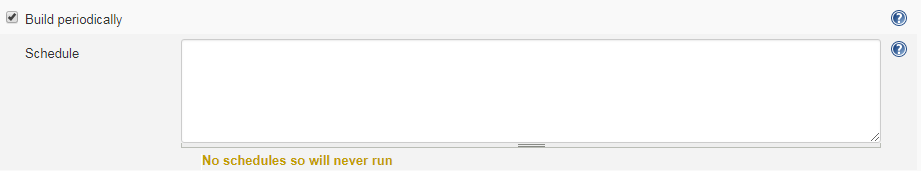 Build periodically
Schedule
No schedules so will never run